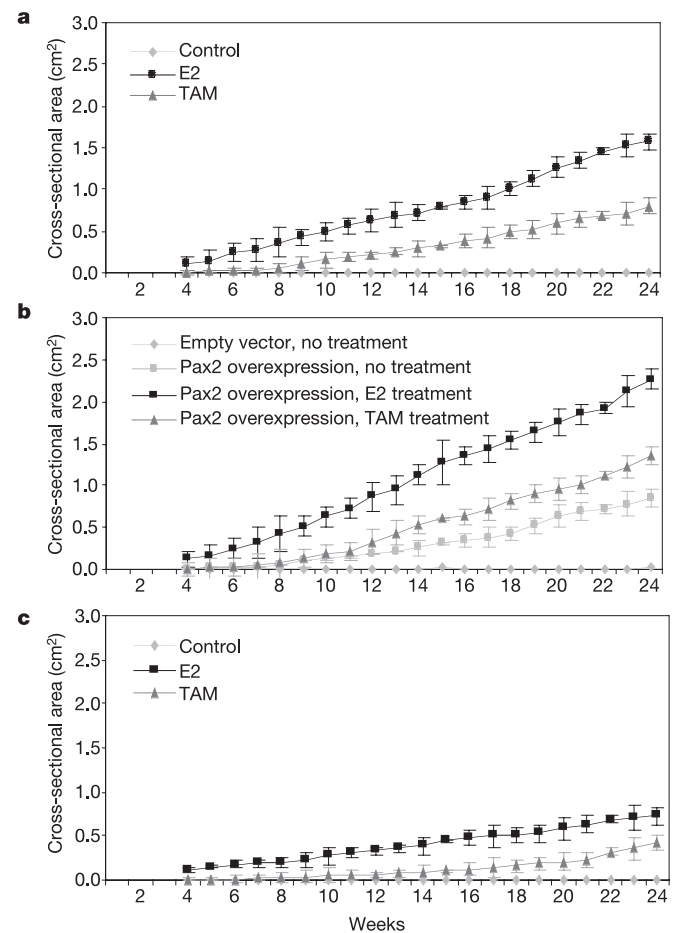 a
Cross-sectional area (cm²)
3.0
2.5
2.0
1.5
1.0
0.5
0.0
Control
E2
TAM
2 4 6 8 10 12 14 16 18 20 22 24
b
Cross-sectional area (cm²)
3.0
2.5
2.0
1.5
1.0
0.5
0.0
Empty vector, no treatment
Pax2 overexpression, no treatment
Pax2 overexpression, E2 treatment
Pax2 overexpression, TAM treatment
2 4 6 8 10 12 14 16 18 20 22 24
c
Cross-sectional area (cm²)
3.0
2.5
2.0
1.0
0.5
0.0
Control
E2
TAM
2 4 6 8 10 12 14 16 18 20 22 24
Weeks